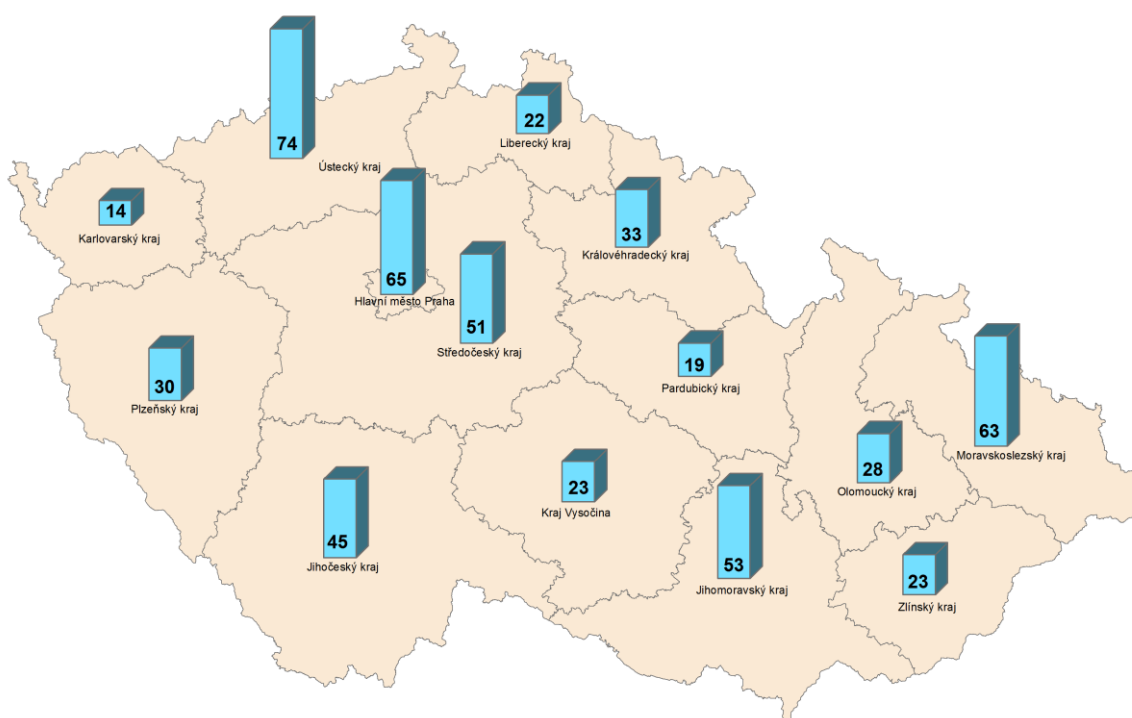 74
Ústecký kraj
22
Liberecký kraj
14
Karlovarský kraj
33
Královéhradecký kraj
65
Hlavní město Praha
51
Středočeský kraj
30
Plzeňský kraj
19
Pardubický kraj
63
Moravskoslezský kraj
28
Olomoucký kraj
23
Kraj Vysočina
45
Jihočeský kraj
53
Jihomoravský kraj
23
Zlínský kraj